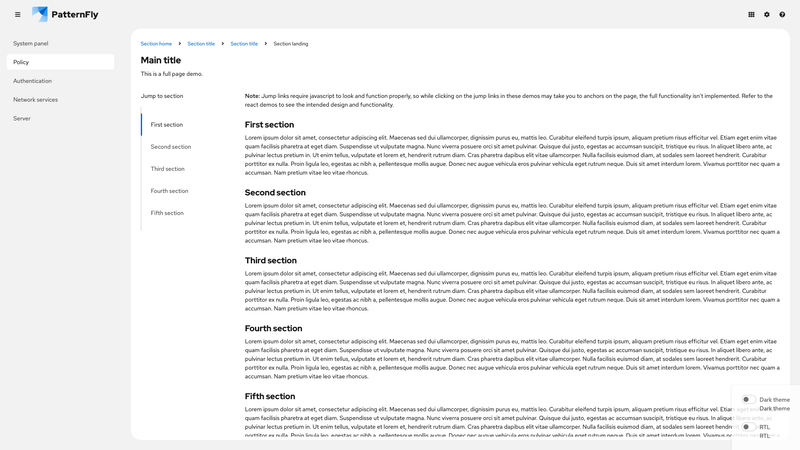 PatternFly
System panel
Policy
Authentication
Network services
Server
Section home
Section title
Section title
Section landing
Main title
This is a full page demo.
Jump to section
First section
Second section
Third section
Fourth section
Fifth section
Note: Jump links require javascript to look and function properly, so while clicking on the jump links in these demos may take you to anchors on the page, the full functionality isn't implemented. Refer to the
react demos to see the intended design and functionality.
First section
Lorem ipsum dolor sit amet, consectetur adipiscing elit. Maecenas sed dui ullamcorper, dignissim purus eu, mattis leo. Curabitur eleifend turpis ipsum, aliquam pretium risus efficitur vel. Etiam eget enim vitae
quam facilisis pharetra at eget diam. Suspendisse ut vulputate magna. Nunc viverra posuere orci sit amet pulvinar. Quisque dui justo, egestas ac accumsan suscipit, tristique eu risus. In aliquet libero ante, ac
pulvinar lectus pretium in. Ut enim tellus, vulputate et lorem et, hendrerit rutrum diam. Cras pharetra dapibus elit vitae ullamcorper. Nulla facilisis euismod diam, at sodales sem laoreet hendrerit. Curabitur
porttitor ex nulla. Proin ligula leo, egestas ac nibh a, pellentesque mollis augue. Donec nec augue vehicula eros pulvinar vehicula eget rutrum neque. Duis sit amet interdum lorem. Vivamus porttitor nec quam a
accumsan. Nam pretium vitae leo vitae rhoncus.
Second section
Lorem ipsum dolor sit amet, consectetur adipiscing elit. Maecenas sed dui ullamcorper, dignissim purus eu, mattis leo. Curabitur eleifend turpis ipsum, aliquam pretium risus efficitur vel. Etiam eget enim vitae
quam facilisis pharetra at eget diam. Suspendisse ut vulputate magna. Nunc viverra posuere orci sit amet pulvinar. Quisque dui justo, egestas ac accumsan suscipit, tristique eu risus. In aliquet libero ante, ac
pulvinar lectus pretium in. Ut enim tellus, vulputate et lorem et, hendrerit rutrum diam. Cras pharetra dapibus elit vitae ullamcorper. Nulla facilisis euismod diam, at sodales sem laoreet hendrerit. Curabitur
porttitor ex nulla. Proin ligula leo, egestas ac nibh a, pellentesque mollis augue. Donec nec augue vehicula eros pulvinar vehicula eget rutrum neque. Duis sit amet interdum lorem. Vivamus porttitor nec quam a
accumsan. Nam pretium vitae leo vitae rhoncus.
Third section
Lorem ipsum dolor sit amet, consectetur adipiscing elit. Maecenas sed dui ullamcorper, dignissim purus eu, mattis leo. Curabitur eleifend turpis ipsum, aliquam pretium risus efficitur vel. Etiam eget enim vitae
quam facilisis pharetra at eget diam. Suspendisse ut vulputate magna. Nunc viverra posuere orci sit amet pulvinar. Quisque dui justo, egestas ac accumsan suscipit, tristique eu risus. In aliquet libero ante, ac
pulvinar lectus pretium in. Ut enim tellus, vulputate et lorem et, hendrerit rutrum diam. Cras pharetra dapibus elit vitae ullamcorper. Nulla facilisis euismod diam, at sodales sem laoreet hendrerit. Curabitur
porttitor ex nulla. Proin ligula leo, egestas ac nibh a, pellentesque mollis augue. Donec nec augue vehicula eros pulvinar vehicula eget rutrum neque. Duis sit amet interdum lorem. Vivamus porttitor nec quam a
accumsan. Nam pretium vitae leo vitae rhoncus.
Fourth section
Lorem ipsum dolor sit amet, consectetur adipiscing elit. Maecenas sed dui ullamcorper, dignissim purus eu, mattis leo. Curabitur eleifend turpis ipsum, aliquam pretium risus efficitur vel. Etiam eget enim vitae
quam facilisis pharetra at eget diam. Suspendisse ut vulputate magna. Nunc viverra posuere orci sit amet pulvinar. Quisque dui justo, egestas ac accumsan suscipit, tristique eu risus. In aliquet libero ante, ac
pulvinar lectus pretium in. Ut enim tellus, vulputate et lorem et, hendrerit rutrum diam. Cras pharetra dapibus elit vitae ullamcorper. Nulla facilisis euismod diam, at sodales sem laoreet hendrerit. Curabitur
porttitor ex nulla. Proin ligula leo, egestas ac nibh a, pellentesque mollis augue. Donec nec augue vehicula eros pulvinar vehicula eget rutrum neque. Duis sit amet interdum lorem. Vivamus porttitor nec quam a
accumsan. Nam pretium vitae leo vitae rhoncus.
Fifth section
Lorem ipsum dolor sit amet, consectetur adipiscing elit. Maecenas sed dui ullamcorper, dignissim purus eu, mattis leo. Curabitur eleifend turpis ipsum, aliquam pretium risus
quam facilisis pharetra at eget diam. Suspendisse ut vulputate magna. Nunc viverra posuere orci sit amet pulvinar. Quisque dui justo, egestas ac accumsan suscipit, tristique
pulvinar lectus pretium in. Ut enim tellus, vulputate et lorem et, hendrerit rutrum diam. Cras pharetra dapibus elit vitae ullamcorper. Nulla facilisis euismod diam, at sodales sem
porttitor ex nulla. Proin ligula leo, egestas ac nibh a, pellentesque mollis augue. Donec nec augue vehicula eros pulvinar vehicula eget rutrum neque. Duis sit amet interdum
Dark theme
Dark theme
RTL
RTL